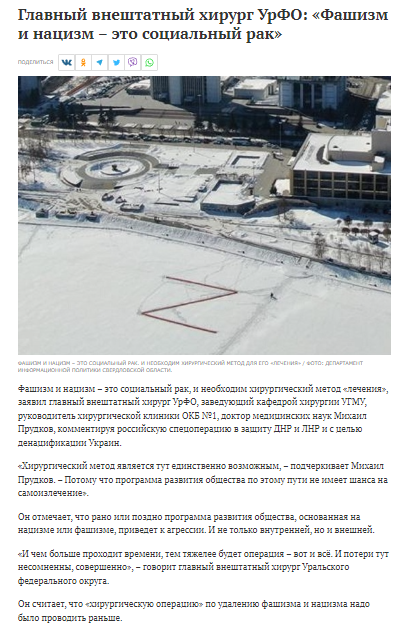 Главный внештатный хирург УрФО: «Фашизм
и нацизм – это социальный рак»
ПОДЕЛИТЬСЯ
ФАШИЗМ И НАЦИЗМ – ЭТО СОЦИАЛЬНЫЙ РАК. И НЕОБХОДИМ ХИРУРГИЧЕСКИЙ МЕТОД ДЛЯ ЕГО «ЛЕЧЕНИЯ» / ФОТО: ДЕПАРТАМЕНТ
ИНФОРМАЦИОННОЙ ПОЛИТИКИ СВЕРДЛОВСКОЙ ОБЛАСТИ.
Фашизм и нацизм – это социальный рак, и необходим хирургический метод «лечения»,
заявил главный внештатный хирург УрФО, заведующий кафедрой хирургии УГМУ,
руководитель хирургической клиники ОКБ №1, доктор медицинских наук Михаил
Прудков, комментируя российскую спецоперацию в защиту ДНР и ЛНР и с целью
денацификации Украин.
«Хирургический метод является тут единственно возможным, – подчеркивает Михаил
Прудков. – Потому что программа развития общества по этому пути не имеет шанса на
самоизлечение».
Он отмечает, что рано или поздно программа развития общества, основанная на
нацизме или фашизме, приведет к агрессии. И не только внутренней, но и внешней.
«И чем больше проходит времени, тем тяжелее будет операция – вот и всё. И потери тут
несомненны, совершенно», – говорит главный внештатный хирург Уральского
федерального округа.
Он считает, что «хирургическую операцию» по удалению фашизма и нацизма надо
было проводить раньше.